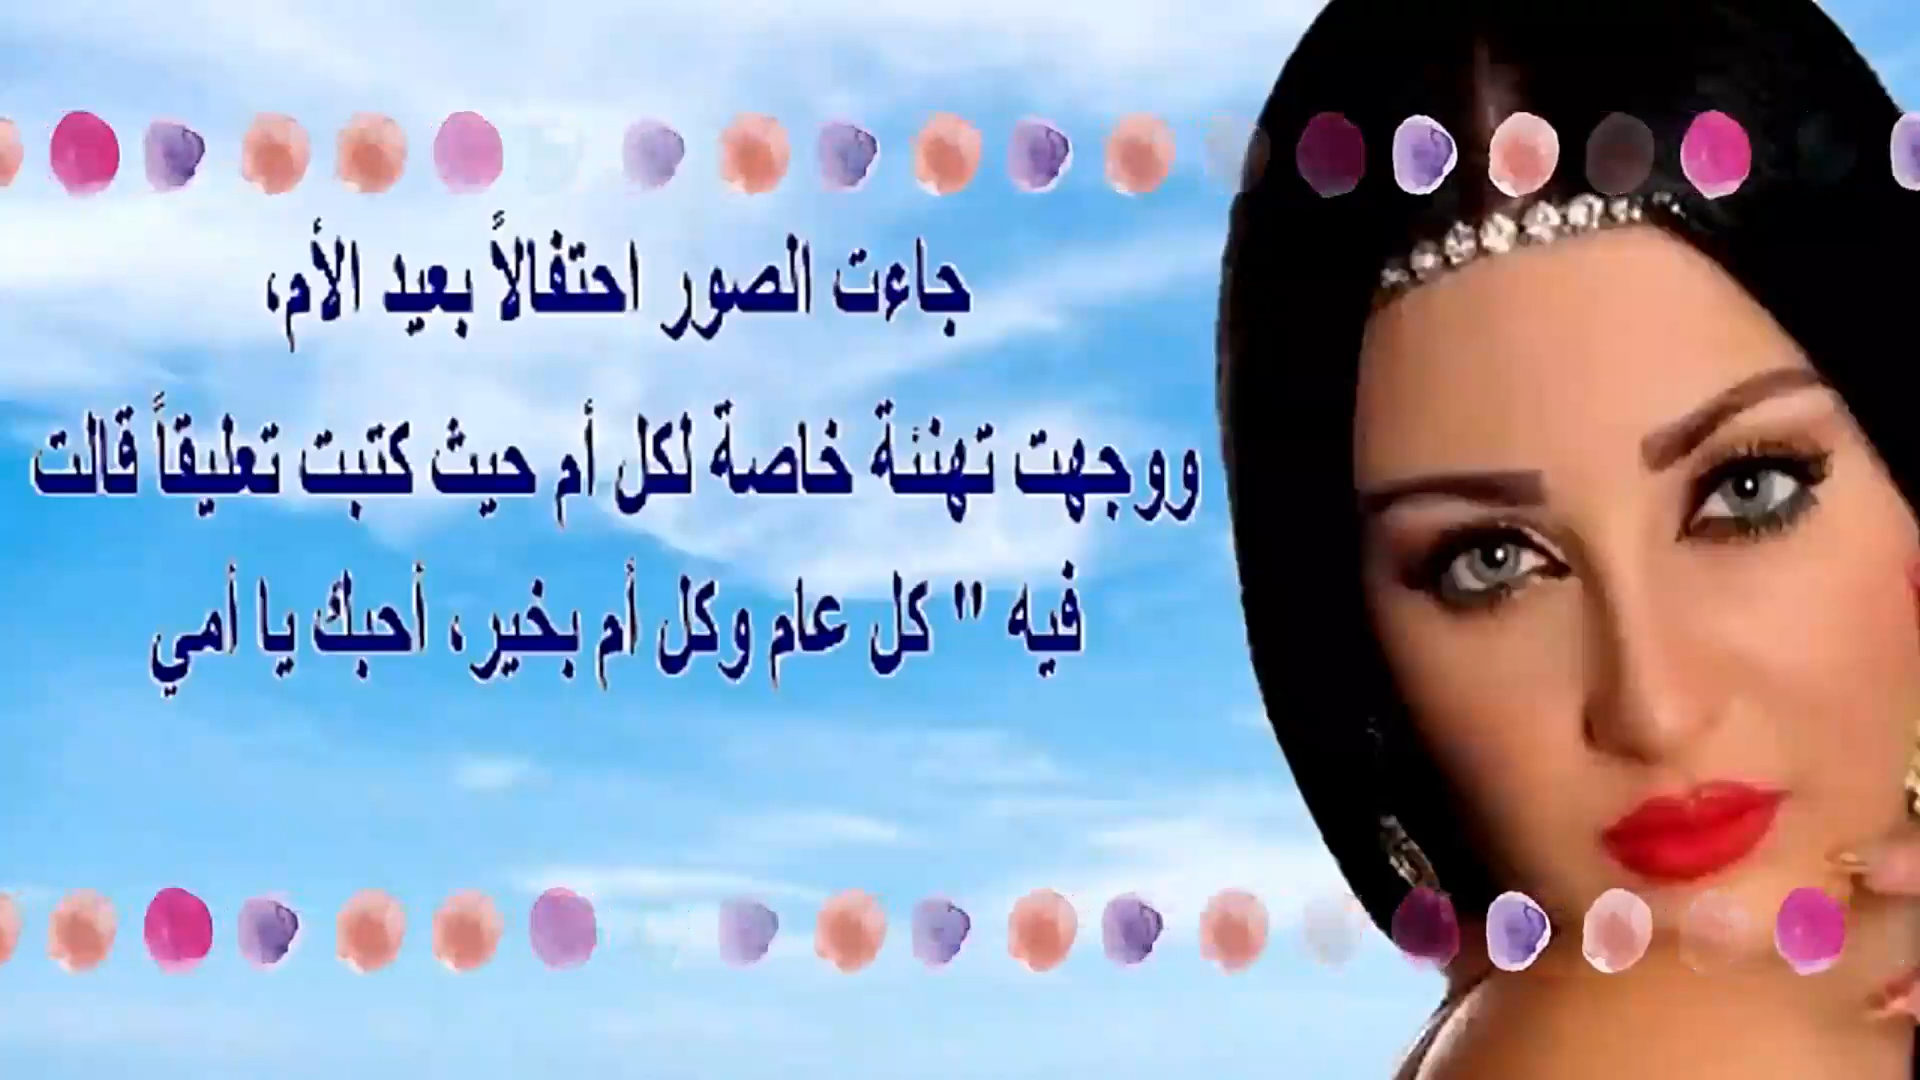 جاءت الصور احتفالاً بعيد الأم،
ووجهت تهنئة خاصة لكل أم حيث كتبت تعليقاً قالت
فيه " كل عام وكل أم بخير، أحبك يا أمي